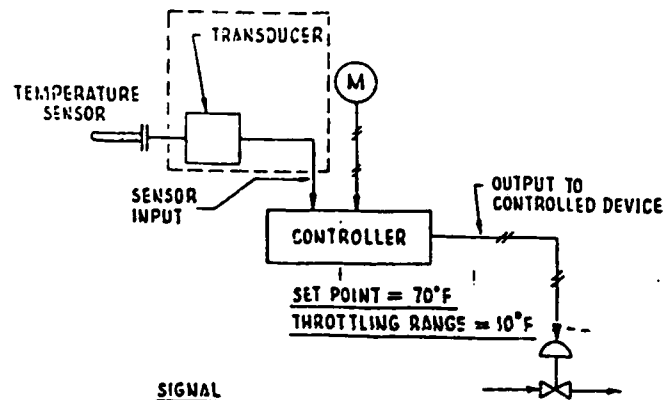 TRANSDUCER
M
TEMPERATURE
SENSOR
SENSOR
INPUT
OUTPUT TO
CONTROLLED DEVICE
CONTROLLER
SET POINT = 70°F
THROTTLING RANGE = 10°F
SIGNAL